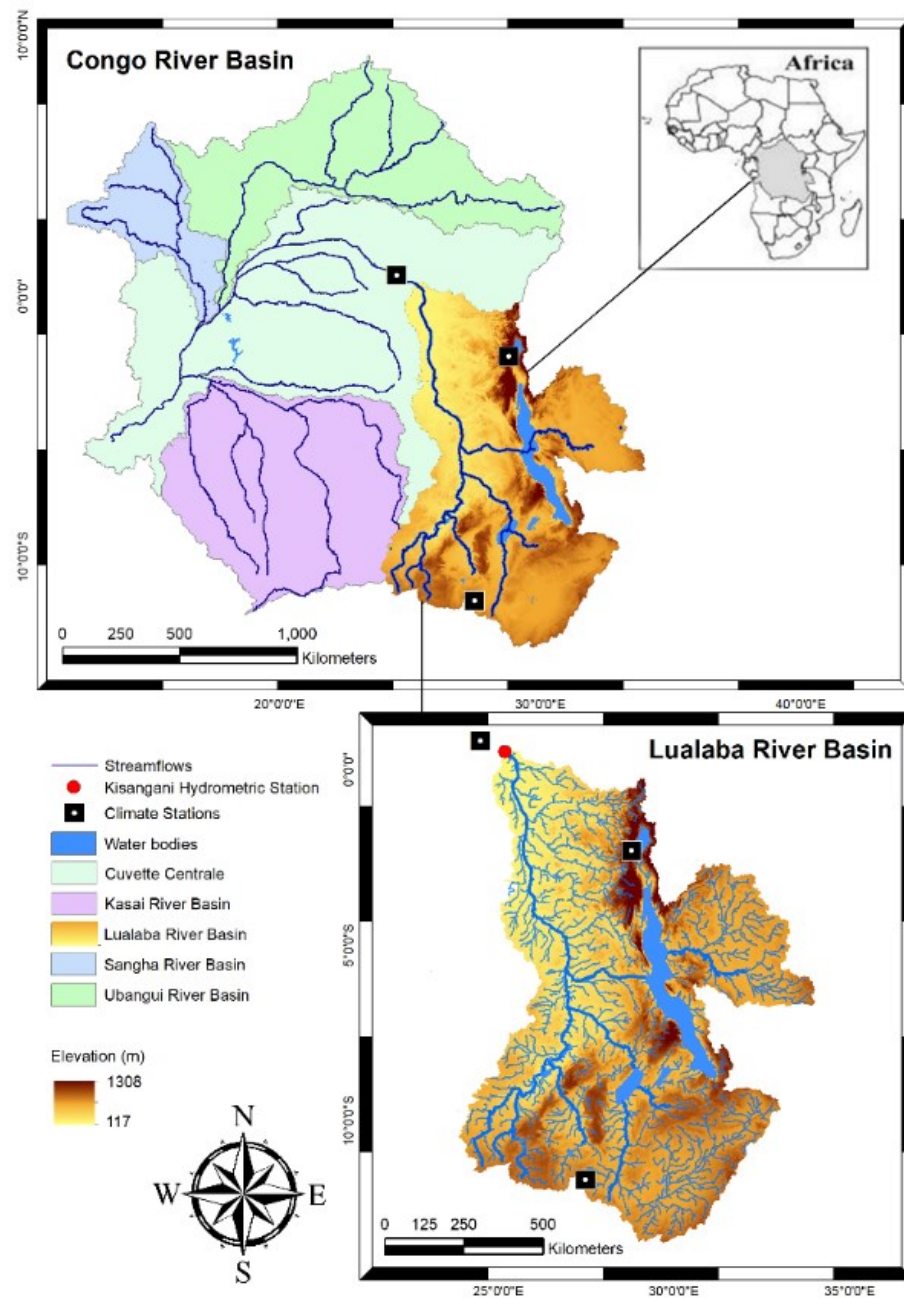 10°0'0"N
Congo River Basin
Africa
0°0'0"
10°0'0"S
0 250 500 1,000
Kilometers
20°0'0"E 30°0'0"E 40°0'0"E
Lualaba River Basin
Streamflows
Kisangani Hydrometric Station
Climate Stations
Water bodies
Cuvette Centrale
Kasai River Basin
Lualaba River Basin
Sangha River Basin
Ubangui River Basin
Elevation (m)
1308
117
N
W E
S
0°0'0"
5°0'0"S
10°0'0"S
0 125 250 500
Kilometers
25°0'0"E 30°0'0"E 35°0'0"E